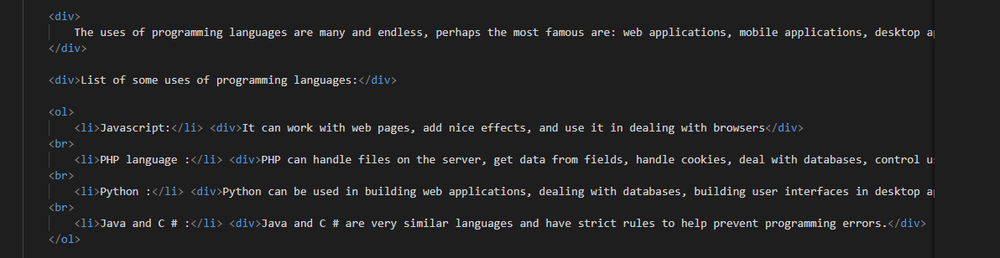 <div>
The uses of programming languages are many and endless, perhaps the most famous are: web applications, mobile applications, desktop
</div>
<div>List of some uses of programming languages:</div>
<ol>
<li>Javascript:</li> <div>It can work with web pages, add nice effects, and use it in dealing with browsers</div>
<br>
<li>PHP language :</li> <div>PHP can handle files on the server, get data from fields, handle cookies, deal with databases, control
<br>
<li>Python :</li> <div>Python can be used in building web applications, dealing with databases, building user interfaces in desktop
<br>
<li>Java and C # :</li> <div>Java and C # are very similar languages and have strict rules to help prevent programming errors.</div>
</ol>